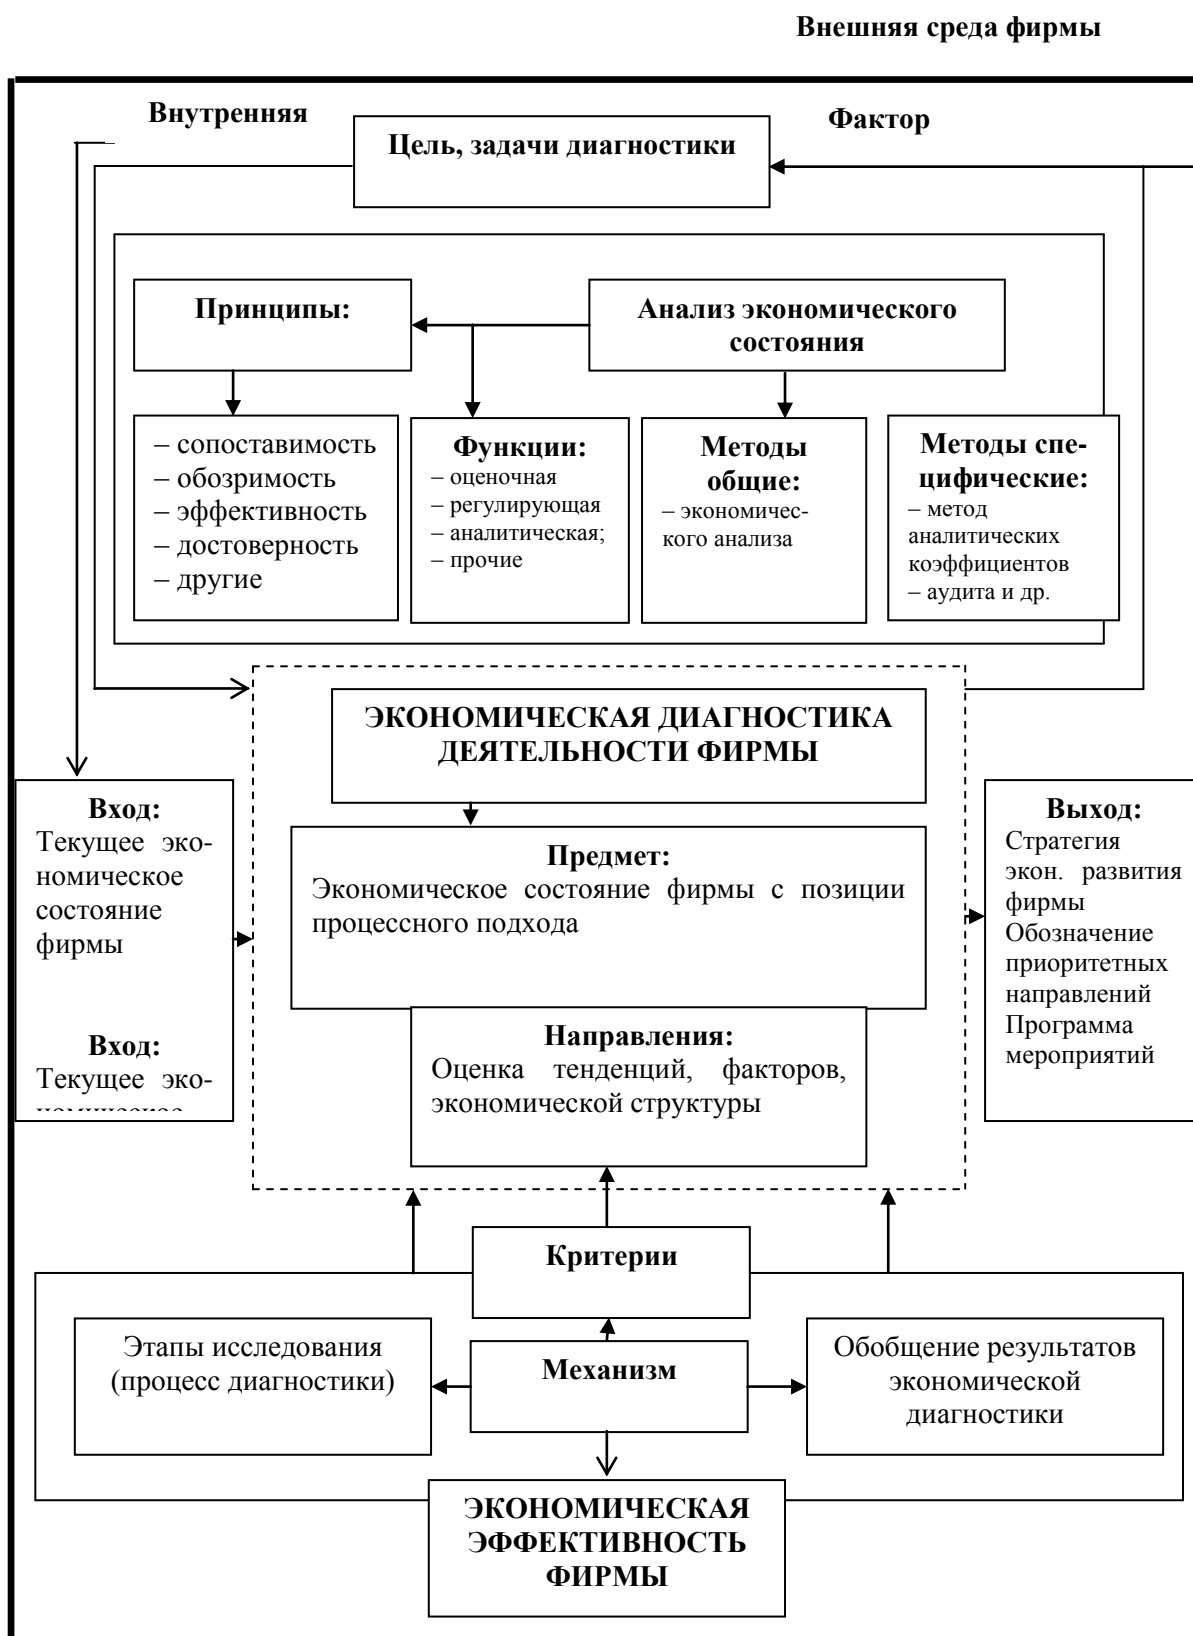 Внешняя среда фирмы
Внутренняя
Фактор
Цель, задачи диагностики
Принципы:
Анализ экономического
состояния
– сопоставимость
– обозримость
– эффективность
– достоверность
– другие
Функции:
– оценочная
– регулирующая
– аналитическая;
– прочие
Методы
общие:
– экономичес-
кого анализа
Методы спе-
цифические:
– метод
аналитических
коэффициентов
– аудита и др.
ЭКОНОМИЧЕСКАЯ ДИАГНОСТИКА
ДЕЯТЕЛЬНОСТИ ФИРМЫ
Вход:
Текущее эко-
номическое
состояние
фирмы
Вход:
Текущее эко-
номическое
Предмет:
Экономическое состояние фирмы с позиции
процессного подхода
Направления:
Оценка тенденций, факторов,
экономической структуры
Выход:
Стратегия
экон. развития
фирмы
Обозначение
приоритетных
направлений
Программа
мероприятий
Критерии
Этапы исследования
(процесс диагностики)
Механизм
Обобщение результатов
экономической
диагностики
ЭКОНОМИЧЕСКАЯ
ЭФФЕКТИВНОСТЬ
ФИРМЫ